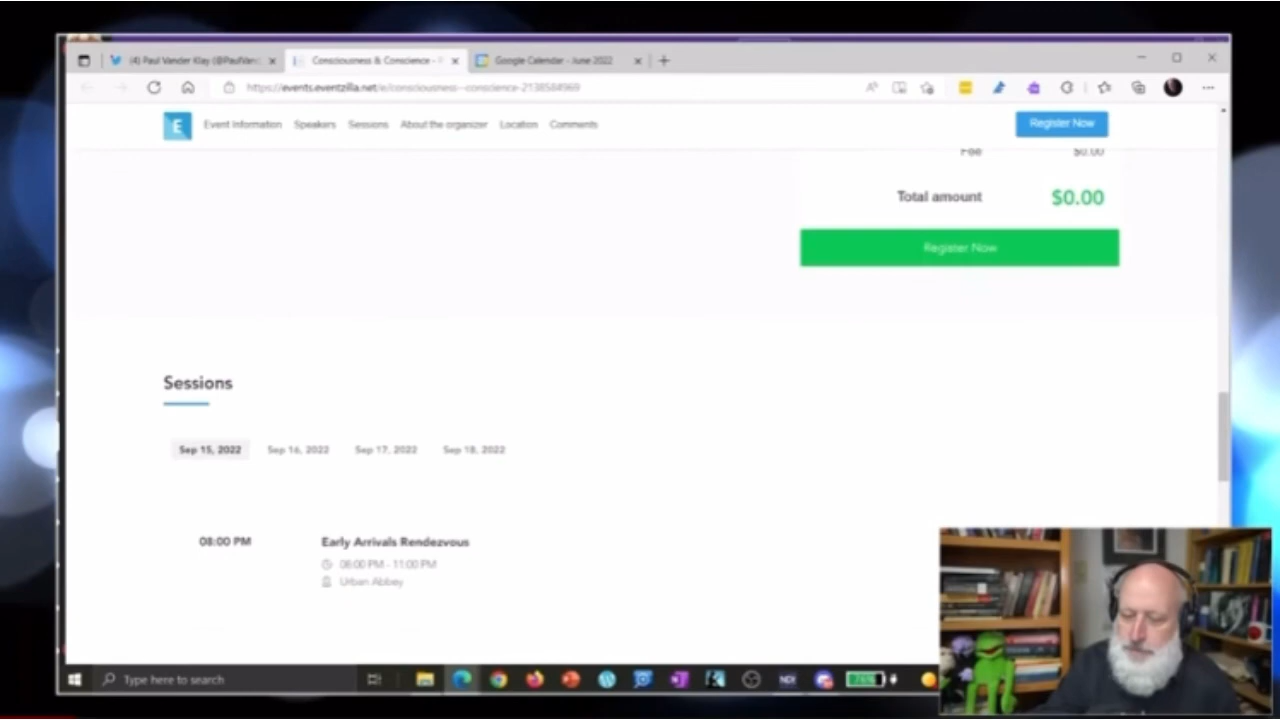 (4) Paul Vander Klay (@PaulVan
Consciousness & Conscience -
Google Calendar - June 2022
https://events.eventzilla.net/e/consciousness--conscience-2138584969
E
Event Information
Speakers
Sessions
About the organizer
Location
Comments
Register Now
Fee
$0.00
Total amount
$0.00
Register Now
Sessions
Sep 15, 2022
Sep 16, 2022
Sep 17, 2022
Sep 18, 2022
08:00 PM
Early Arrivals Rendezvous
08:00 PM - 11:00 PM
Urban Abbey
Type here to search
NDI